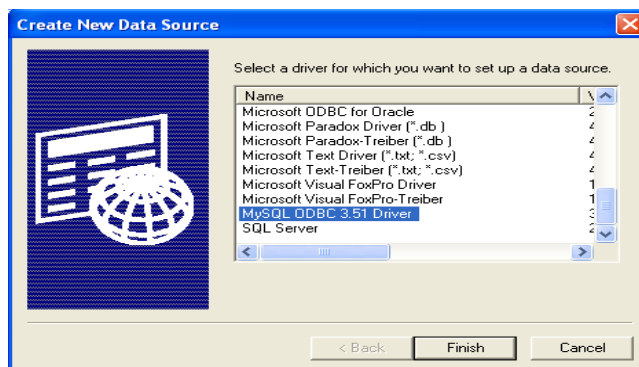 Create New Data Source
Select a driver for which you want to set up a data source.
Name
Microsoft ODBC for Oracle
Microsoft Paradox Driver (*.db )
Microsoft Paradox-Treiber (*.db )
Microsoft Text Driver (*.txt; *.csv)
Microsoft Text-Treiber (*.txt; *.csv)
Microsoft Visual FoxPro Driver
Microsoft Visual FoxPro-Treiber
MySQL ODBC 3.51 Driver
SQL Server
< Back
Finish
Cancel